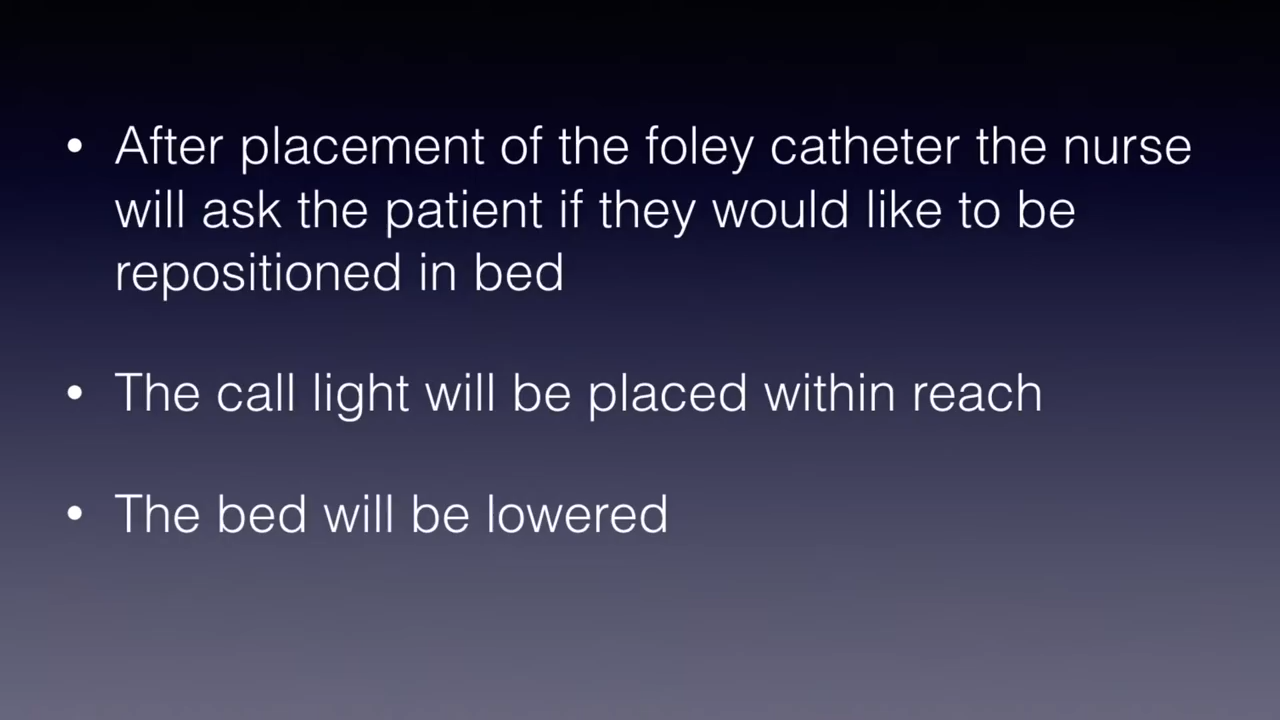 • After placement of the foley catheter the nurse
will ask the patient if they would like to be
repositioned in bed
• The call light will be placed within reach
• The bed will be lowered